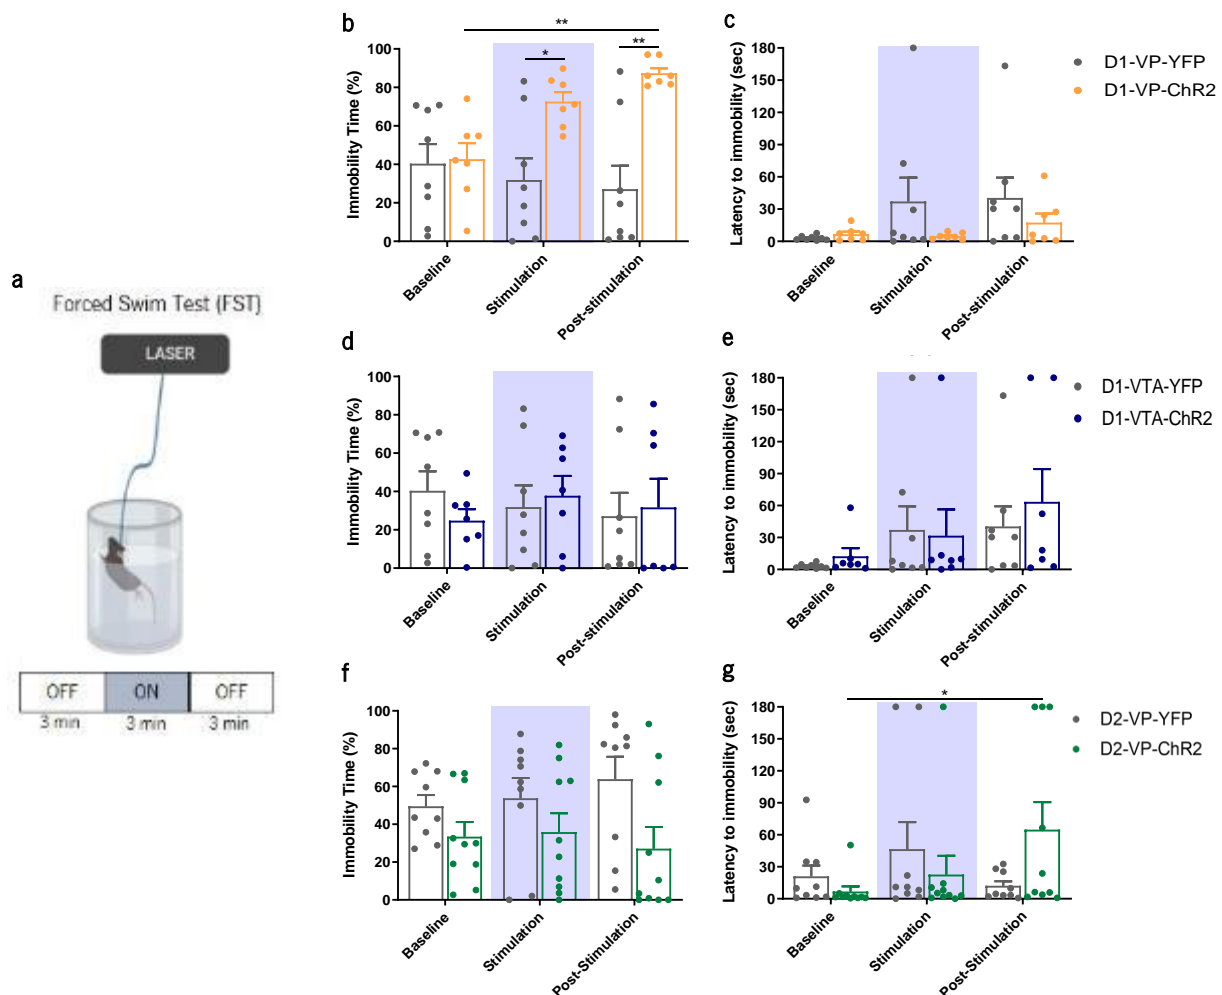 a
Forced Swim Test (FST)
LASER
OFF ON OFF
3 min 3 min 3 min
b
**
*
**
Immobility Time (%)
100
80
60
40
20
0
Baseline
Stimulation
Post-stimulation
c
Latency to immobility (sec)
180
150
120
90
60
30
0
Baseline
Stimulation
Post-stimulation
D1-VP-YFP
D1-VP-ChR2
d
Immobility Time (%)
100
80
60
40
20
0
Baseline
Stimulation
Post-stimulation
e
Latency to immobility (sec)
180
150
120
90
60
30
0
Baseline
Stimulation
Post-stimulation
D1-VTA-YFP
D1-VTA-ChR2
f
Immobility Time (%)
100
80
60
40
20
0
Baseline
Stimulation
Post-Stimulation
g
*
Latency to immobility (sec)
180
150
120
90
60
30
0
Baseline
Stimulation
Post-Stimulation
D2-VP-YFP
D2-VP-ChR2